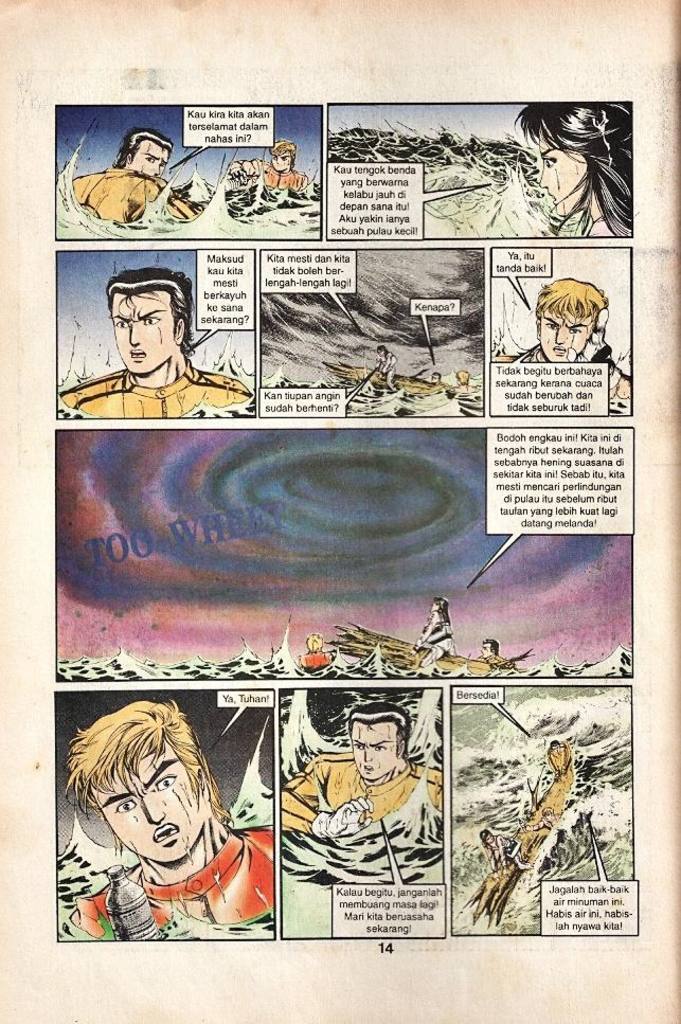 Kau kira kita akan
terselamat dalam
nahas ini?
Kau tengok benda
yang berwarna
kelabu jauh di
depan sana itu!
Aku yakin ianya
sebuah pulau kecil!
Maksud
kau kita
mesti
berkayuh
ke sana
sekarang?
Kita mesti dan kita
tidak boleh ber-
lengah-lengah lagi!
Kenapa?
Kan tiupan angin
sudah berhenti?
Ya, itu
tanda baik!
Tidak begitu berbahaya
sekarang kerana cuaca
sudah berubah dan
tidak seburuk tadi!
Bodoh engkau ini! Kita ini di
tengah ribut sekarang. Itulah
sebabnya hening suasana di
sekitar kita ini! Sebab itu, kita
mesti mencari perlindungan
di pulau itu sebelum ribut
taufan yang lebih kuat lagi
datang melanda!
Ya, Tuhan!
Kalau begitu, janganlah
membuang masa lagi!
Mari kita beruasaha
sekarang!
Bersedia!
Jagalah baik-baik
air minuman ini.
Habis air ini, habis-
lah nyawa kita!
14